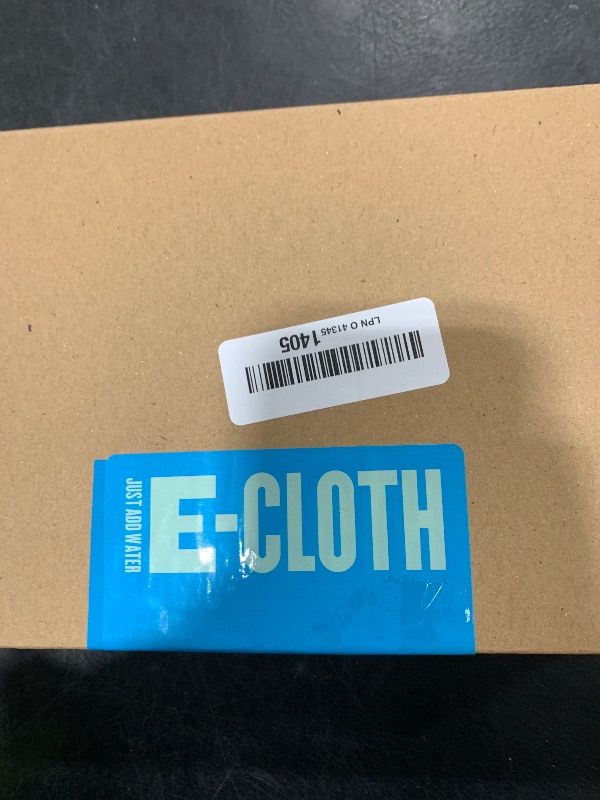 LPN O 41345 1405
JUST ADD WATER
E-CLOTH